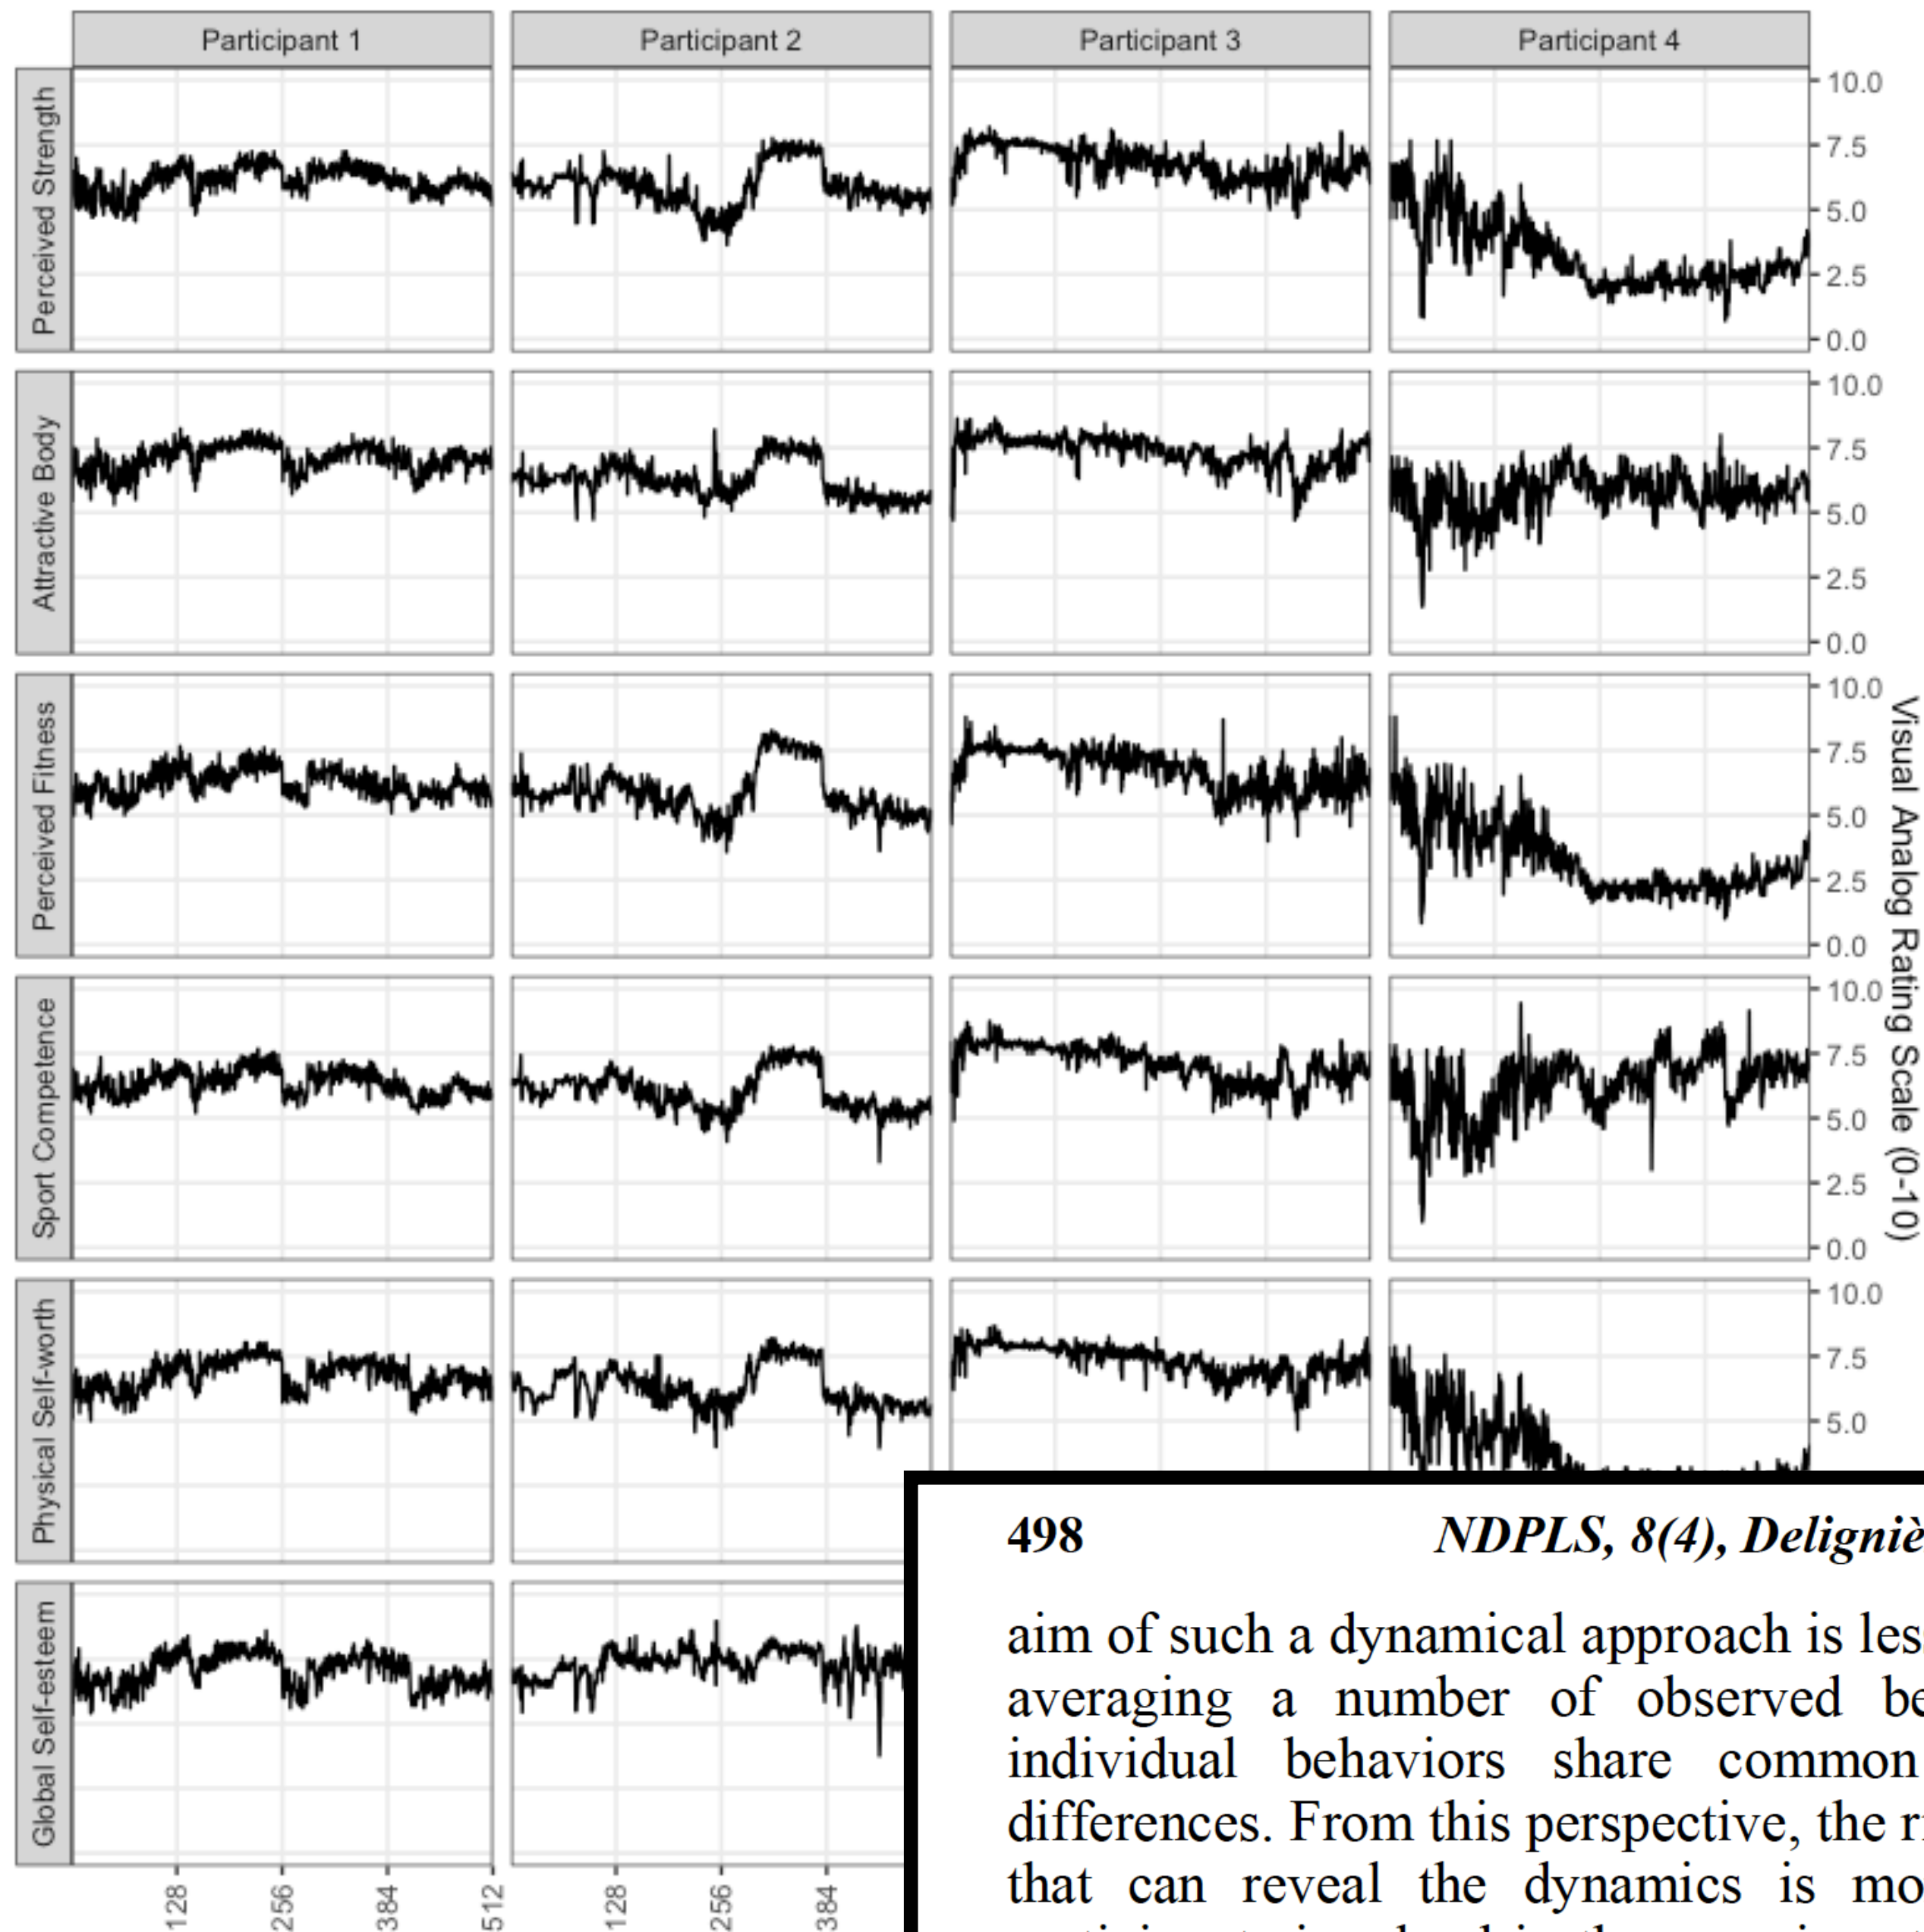 Participant 1
Participant 2
Participant 3
Participant 4
Perceived Strength
10.0
7.5
5.0
2.5
0.0
Attractive Body
10.0
7.5
5.0
2.5
0.0
Perceived Fitness
10.0
7.5
5.0
2.5
0.0
Sport Competence
10.0
7.5
5.0
2.5
0.0
Physical Self-worth
10.0
7.5
5.0
Global Self-esteem
Visual Analog Rating Scale (0-10)
128
256
384
512
128
256
384
498 NDPLS, 8(4), Deligniè
aim of such a dynamical approach is les
averaging a number of observed be
individual behaviors share common
differences. From this perspective, the r
that can reveal the dynamics is mo